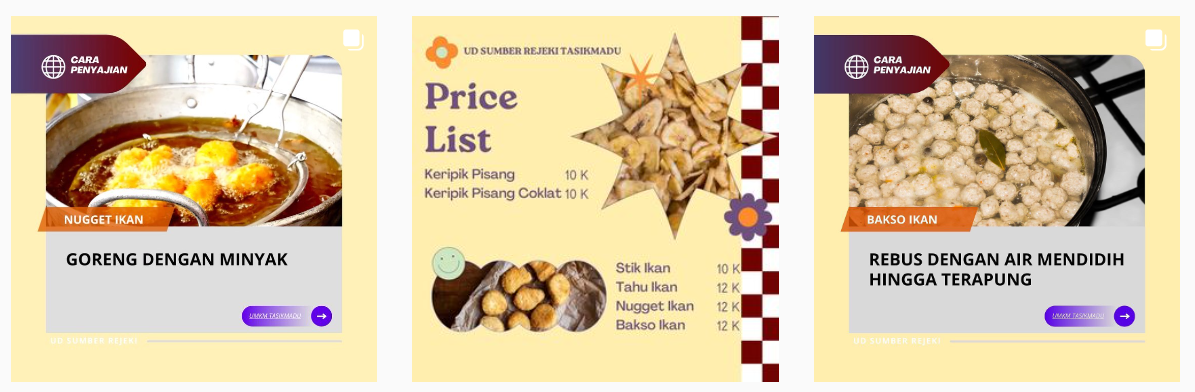 CARA
PENYAJIAN
NUGGET IKAN
GORENG DENGAN MINYAK
UMKM TASIKMADU
UD SUMBER REJEKI
UD SUMBER REJEKI TASIKMADU
Price
List
Keripik Pisang 10 K
Keripik Pisang Coklat 10 K
Stik Ikan 10 K
Tahu Ikan 12 K
Nugget Ikan 12 K
Bakso Ikan 12 K
CARA
PENYAJIAN
BAKSO IKAN
REBUS DENGAN AIR MENDIDIH
HINGGA TERAPUNG
UMKM TASIKMADU
UD SUMBER REJEKI